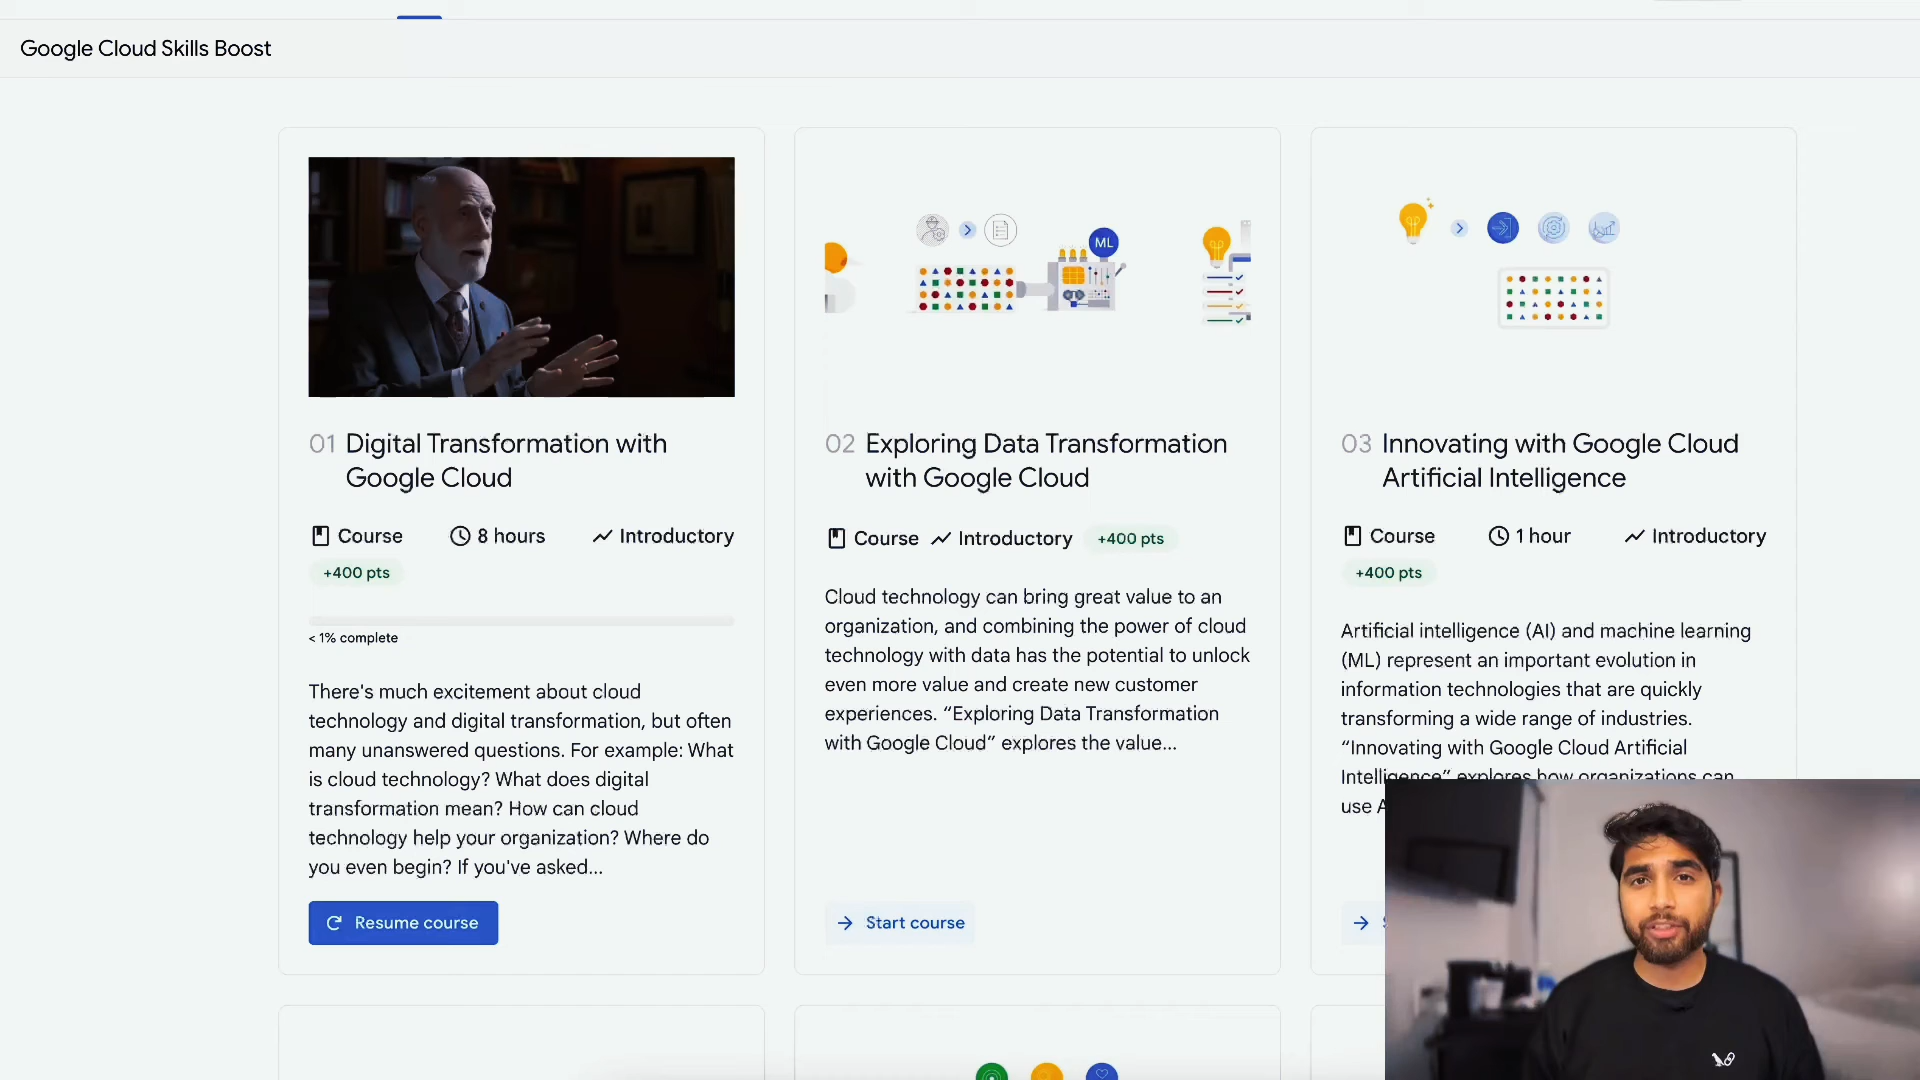 Google Cloud Skills Boost
ML
01 Digital Transformation with
Google Cloud
Course 8 hours Introductory
+400 pts
< 1% complete
There's much excitement about cloud
technology and digital transformation, but often
many unanswered questions. For example: What
is cloud technology? What does digital
transformation mean? How can cloud
technology help your organization? Where do
you even begin? If you've asked...
Resume course
02 Exploring Data Transformation
with Google Cloud
Course Introductory +400 pts
Cloud technology can bring great value to an
organization, and combining the power of cloud
technology with data has the potential to unlock
even more value and create new customer
experiences. “Exploring Data Transformation
with Google Cloud” explores the value...
Start course
03 Innovating with Google Cloud
Artificial Intelligence
Course 1 hour Introductory
+400 pts
Artificial intelligence (AI) and machine learning
(ML) represent an important evolution in
information technologies that are quickly
transforming a wide range of industries.
“Innovating with Google Cloud Artificial
Intelligence” explores how organizations can
use